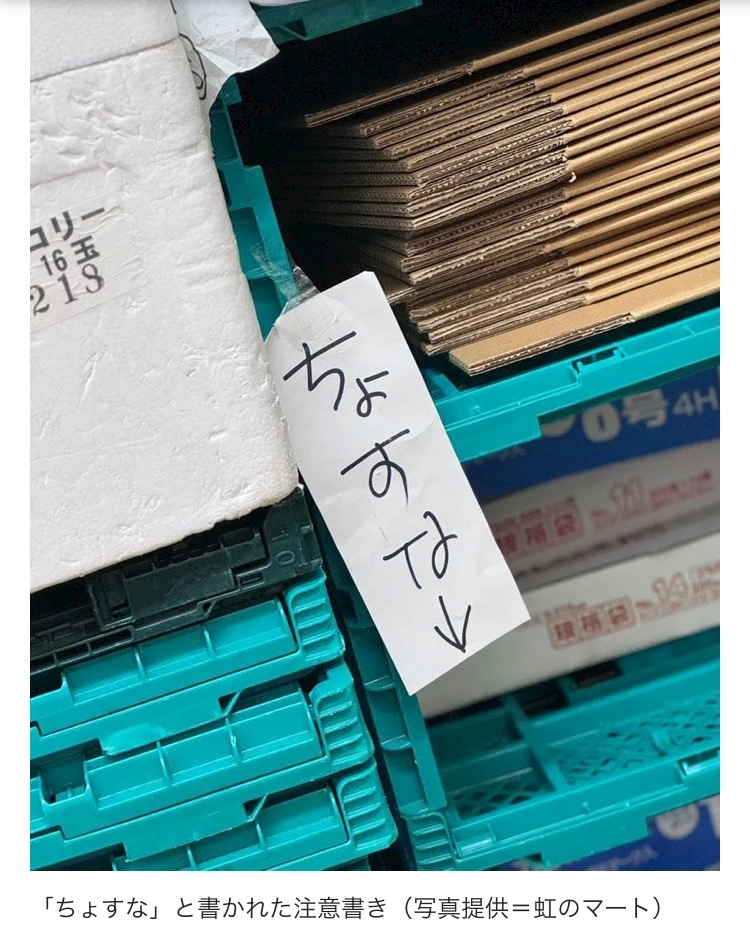 コリー
16玉
218
ちょすな↓
0号 4H
規格袋 No.11
規格袋 No.14
「ちょすな」と書かれた注意書き（写真提供＝虹のマート）